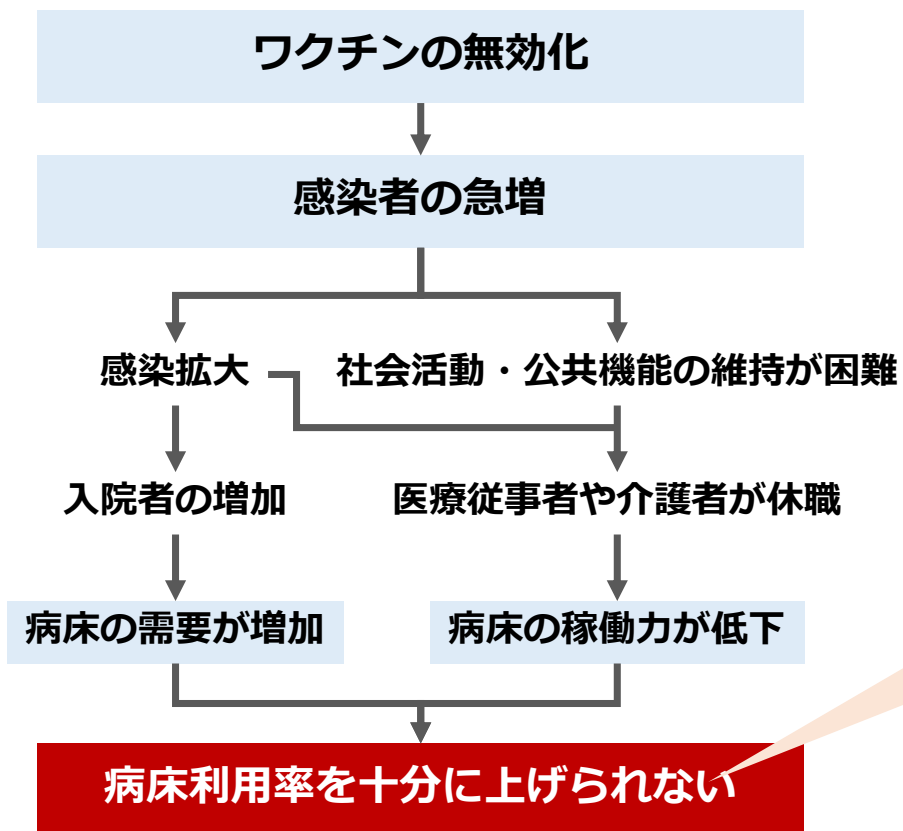 ワクチンの無効化
感染者の急増
感染拡大
社会活動・公共機能の維持が困難
入院者の増加
医療従事者や介護者が休職
病床の需要が増加
病床の稼働力が低下
病床利用率を十分に上げられない